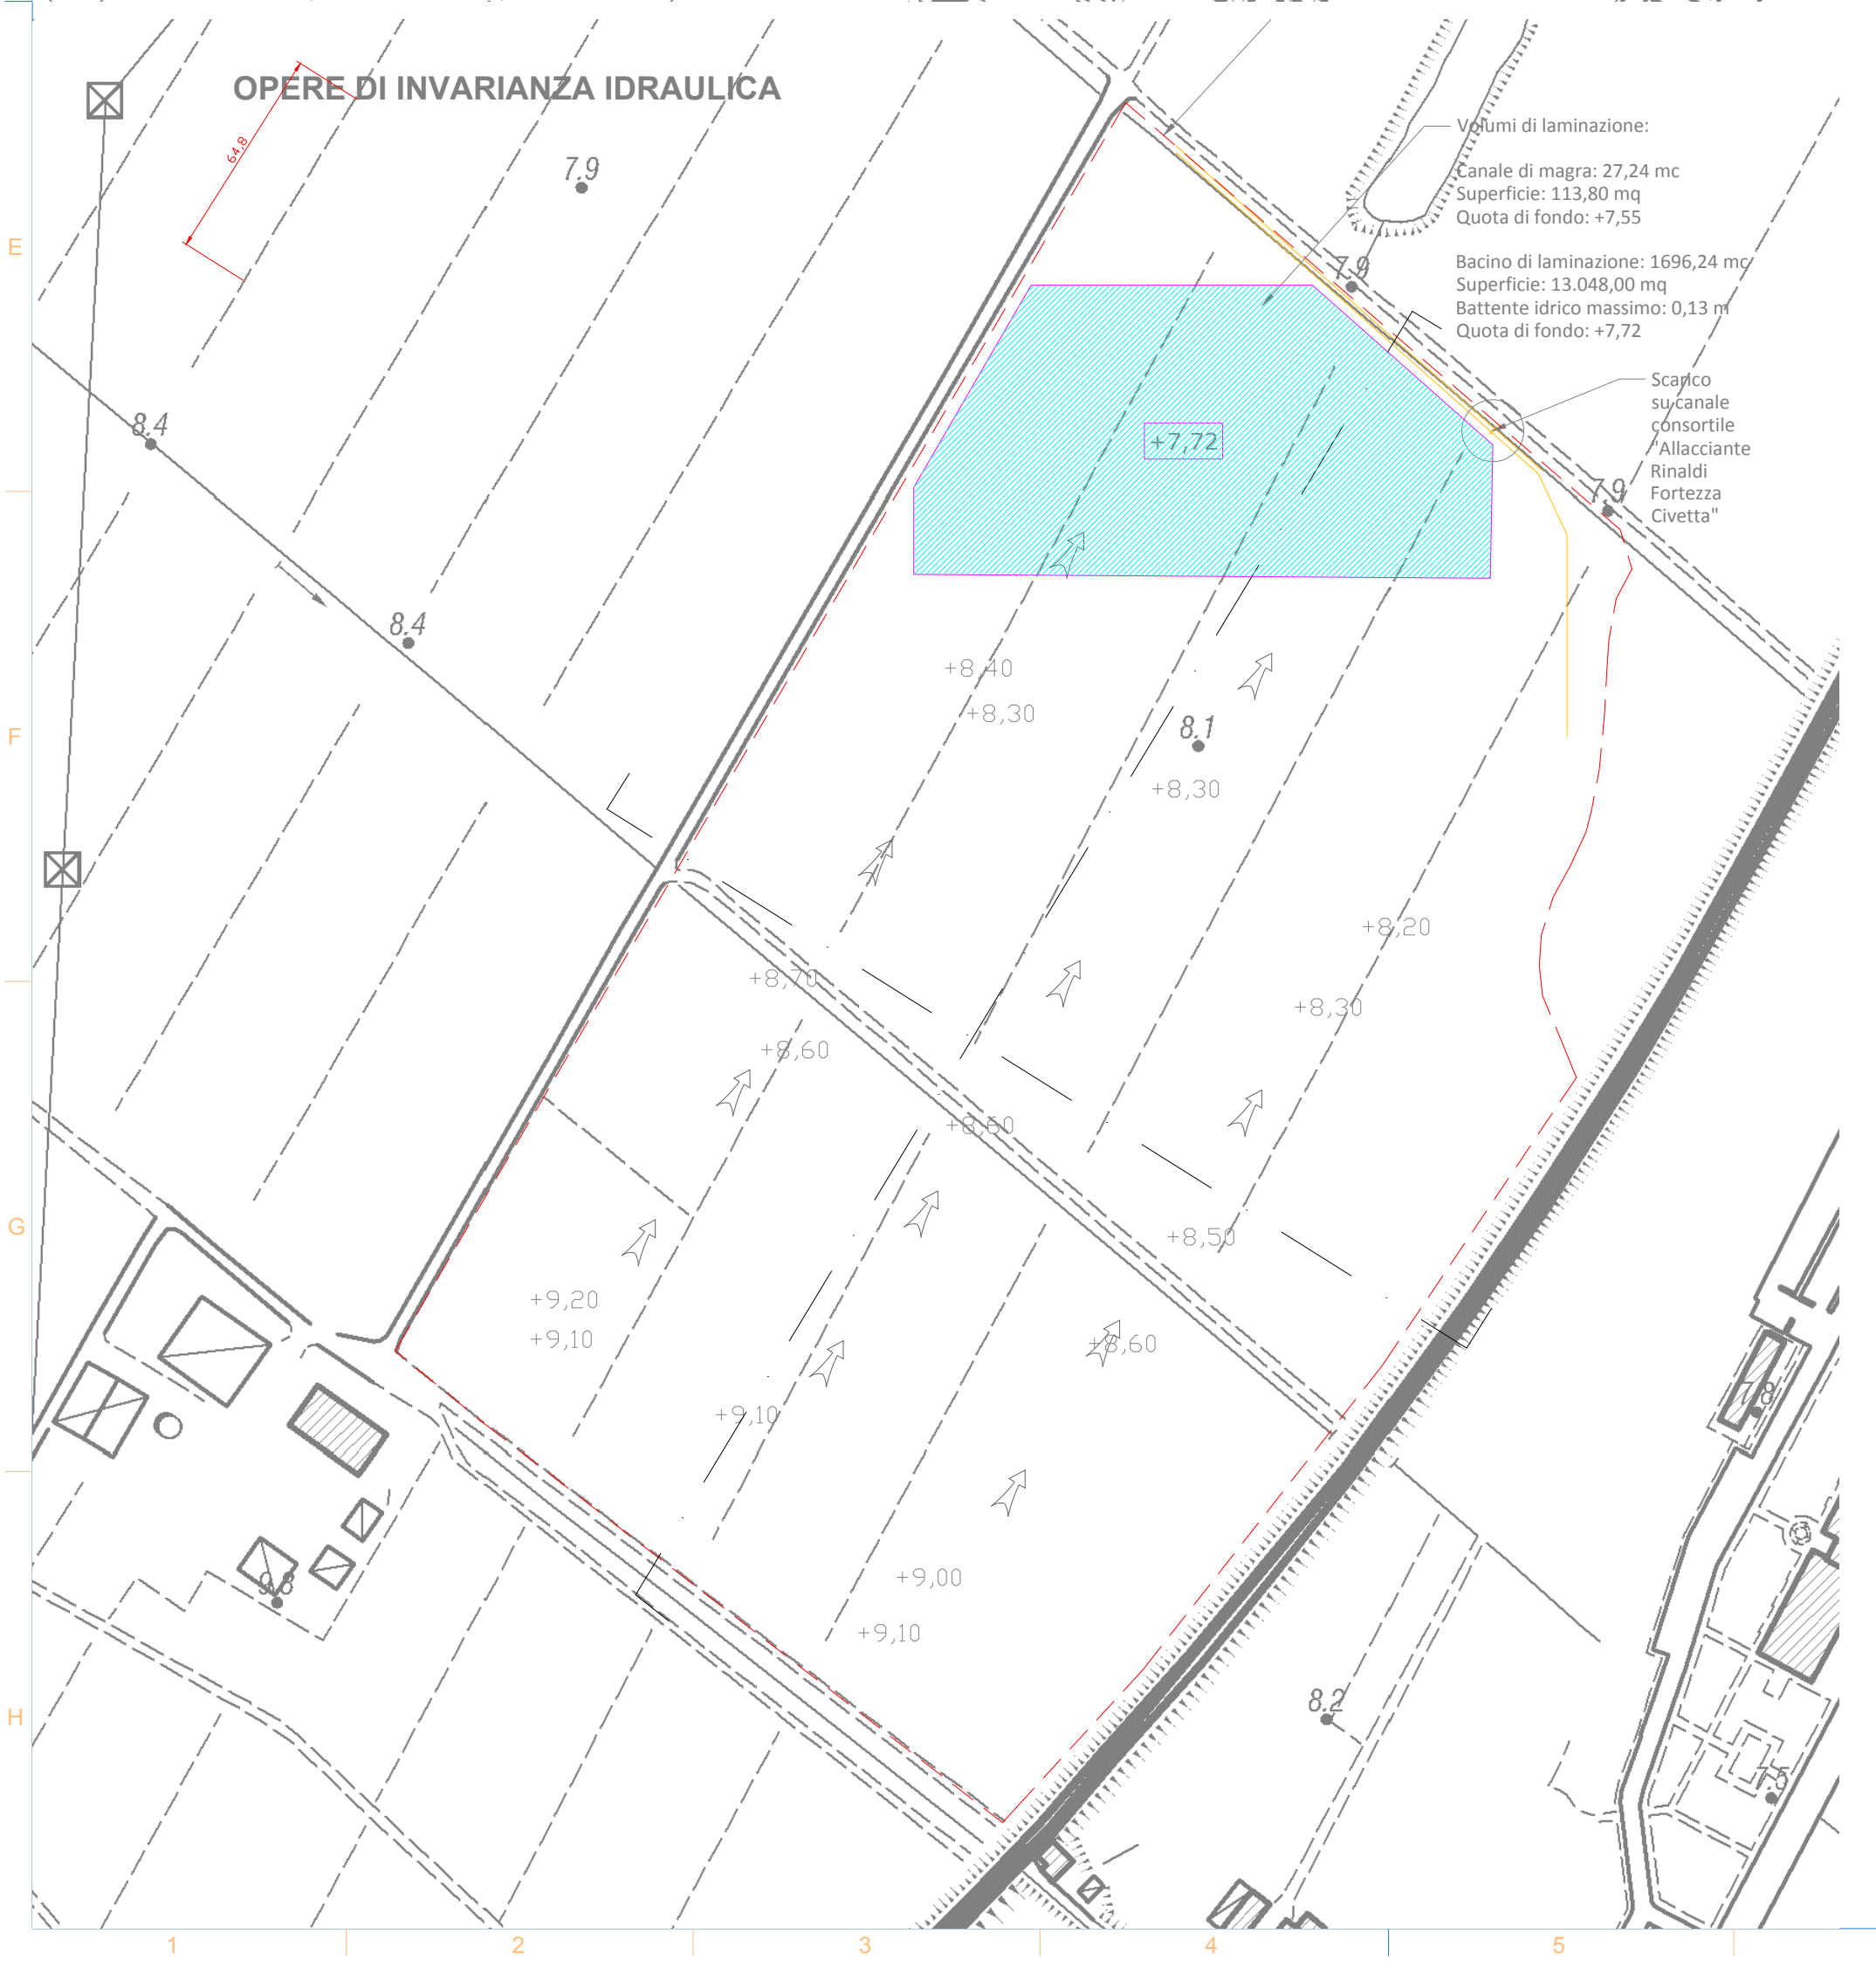 OPERE DI INVARIANZA IDRAULICA
64,8
7.9
Volumi di laminazione:
Canale di magra: 27,24 mc
Superficie: 113,80 mq
Quota di fondo: +7,55
E
Bacino di laminazione: 1696,24 mc
7.9
Superficie: 13.048,00 mq
Battente idrico massimo: 0,13 m
Quota di fondo: +7,72
Scarico
su canale
consortile
"Allacciante
Rinaldi
Fortezza
Civetta"
8.4
+7,72
7.9
8.4
+8,40
+8,30
F
8.1
+8,30
+8,20
+8,70
+8,30
+8,60
+8,60
G
+8,50
+9,20
+9,10
+8,60
7.8
+9,10
9.8
+9,00
+9,10
8.2
H
7.5
1
2
3
4
5